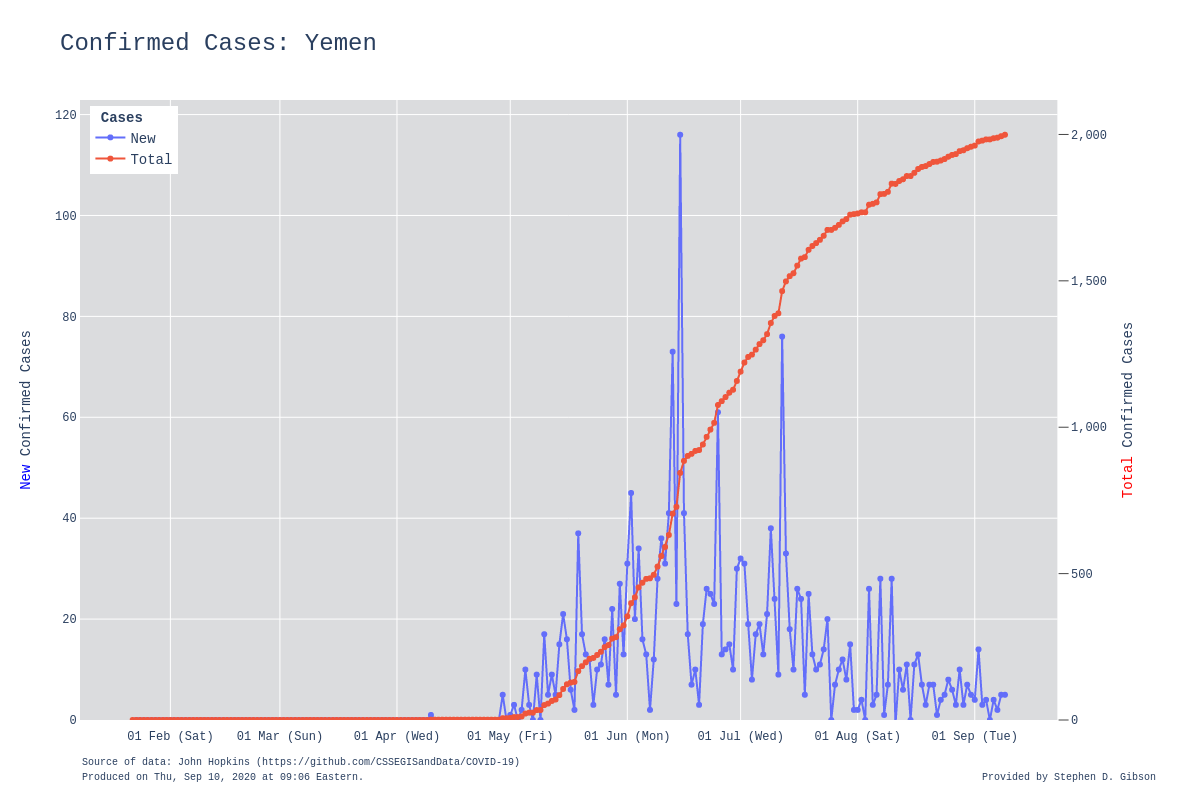 Confirmed Cases: Yemen
Cases
New
Total
120
100
80
60
40
20
0
2,000
1,500
1,000
500
0
New Confirmed Cases
Total Confirmed Cases
01 Feb (Sat)
01 Mar (Sun)
01 Apr (Wed)
01 May (Fri)
01 Jun (Mon)
01 Jul (Wed)
01 Aug (Sat)
01 Sep (Tue)
Source of data: John Hopkins (https://github.com/CSSEGISandData/COVID-19)
Produced on Thu, Sep 10, 2020 at 09:06 Eastern.
Provided by Stephen D. Gibson